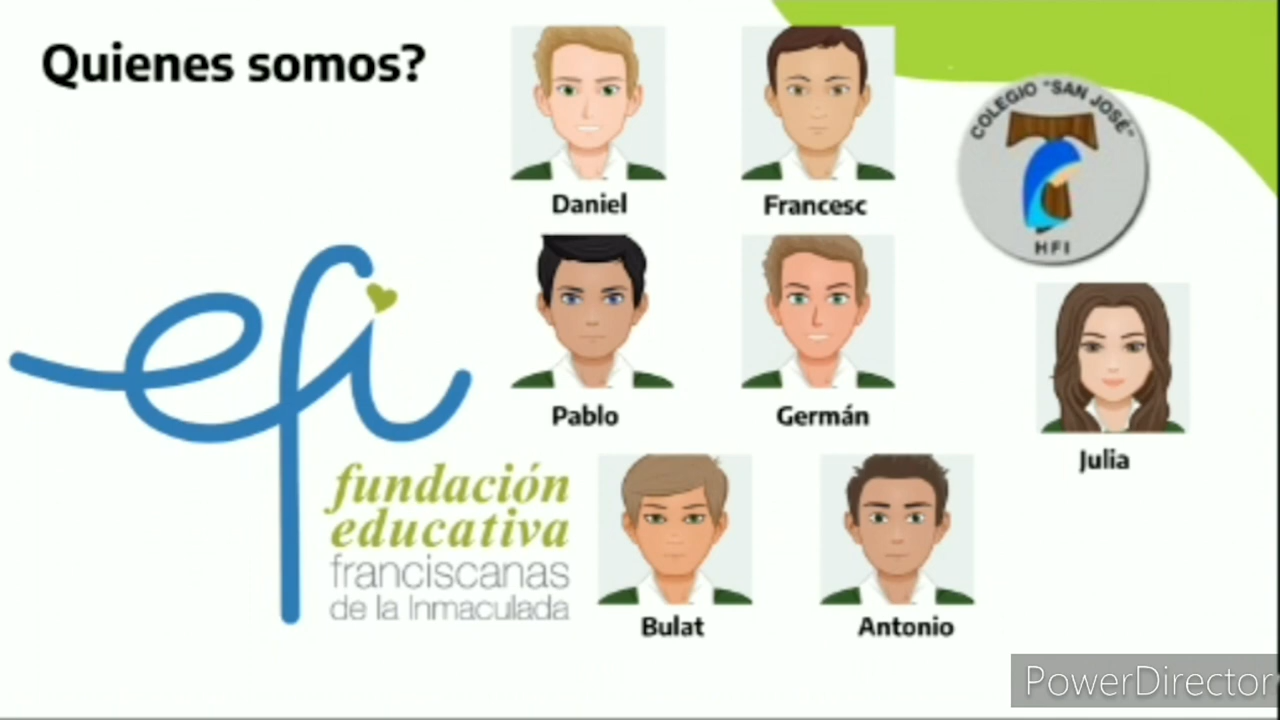 Quienes somos?
Daniel
Francesc
COLEGIO "SAN JOSÉ"
HFI
Pablo
Germán
Julia
efi
fundación
educativa
franciscanas
de la Inmaculada
Bulat
Antonio
PowerDirector